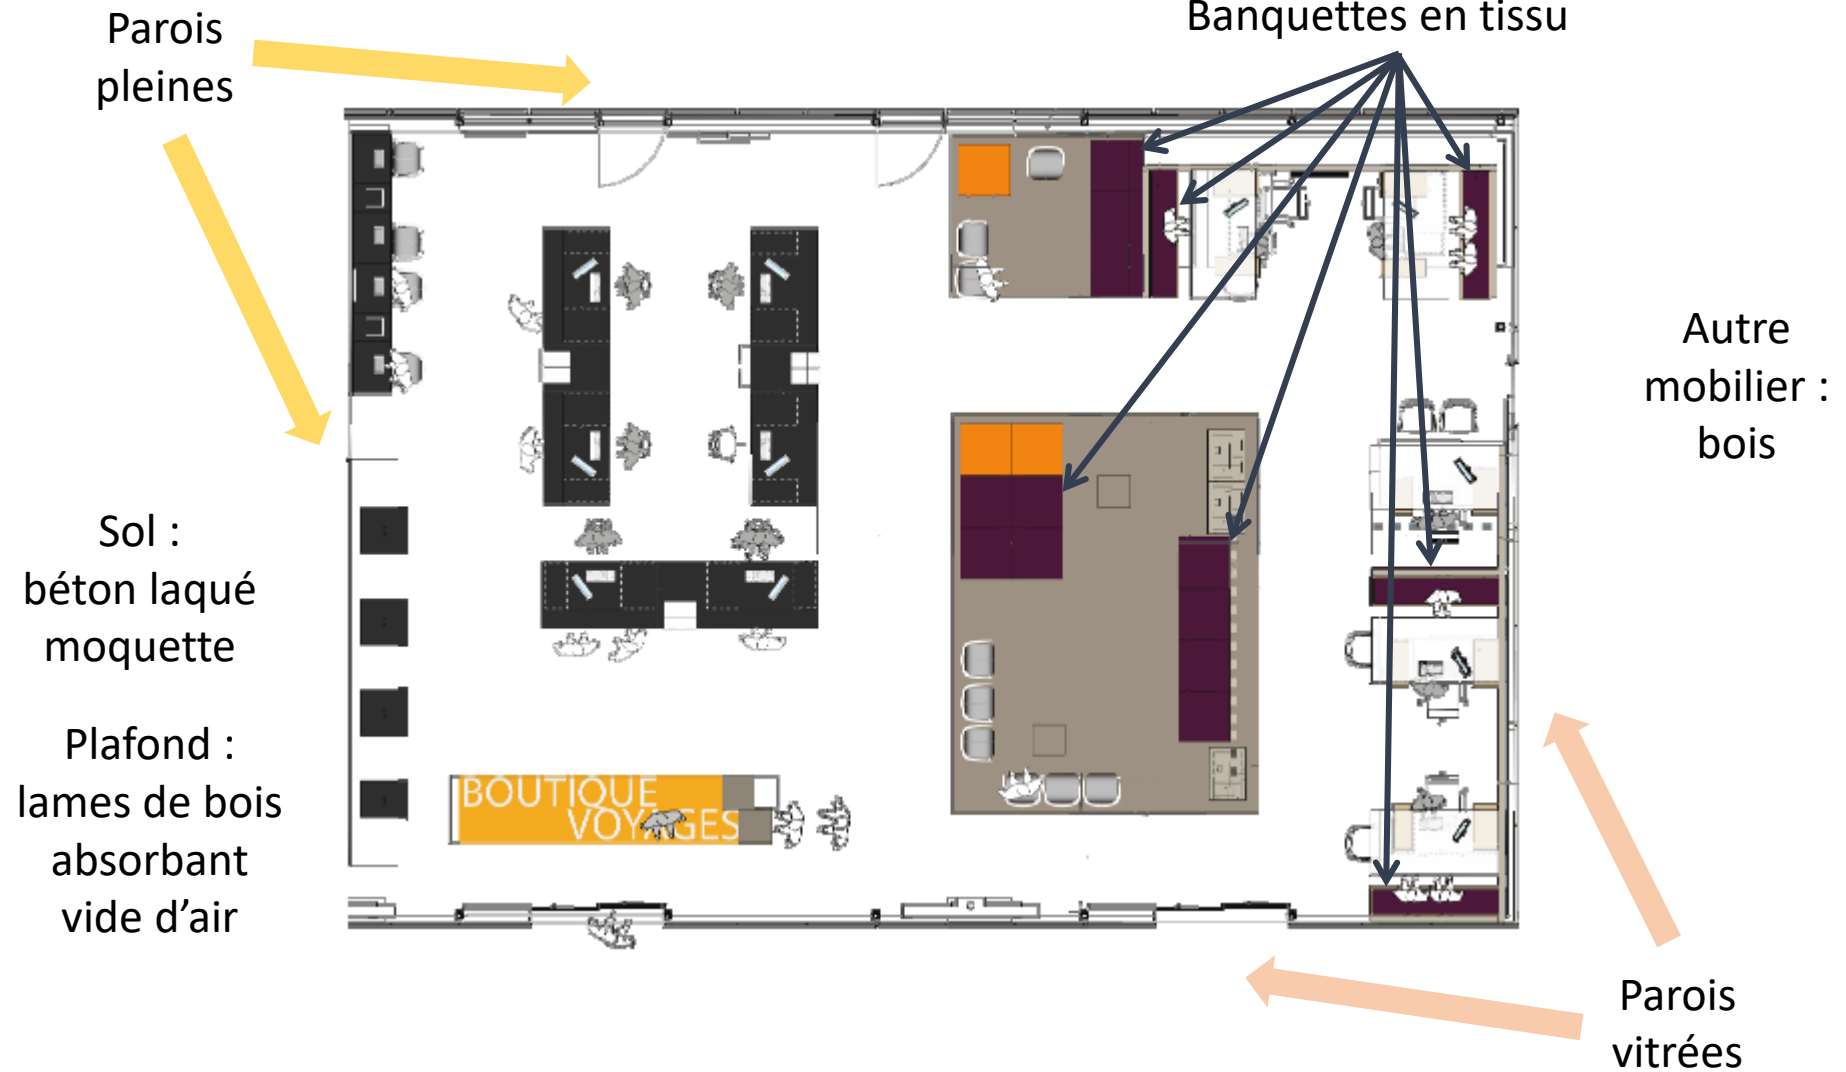 Parois
pleines
Banquettes en tissu
Autre
mobilier :
bois
Sol :
béton laqué
moquette
Plafond :
lames de bois
absorbant
vide d’air
BOUTIQUE
VOYAGES
Parois
vitrées